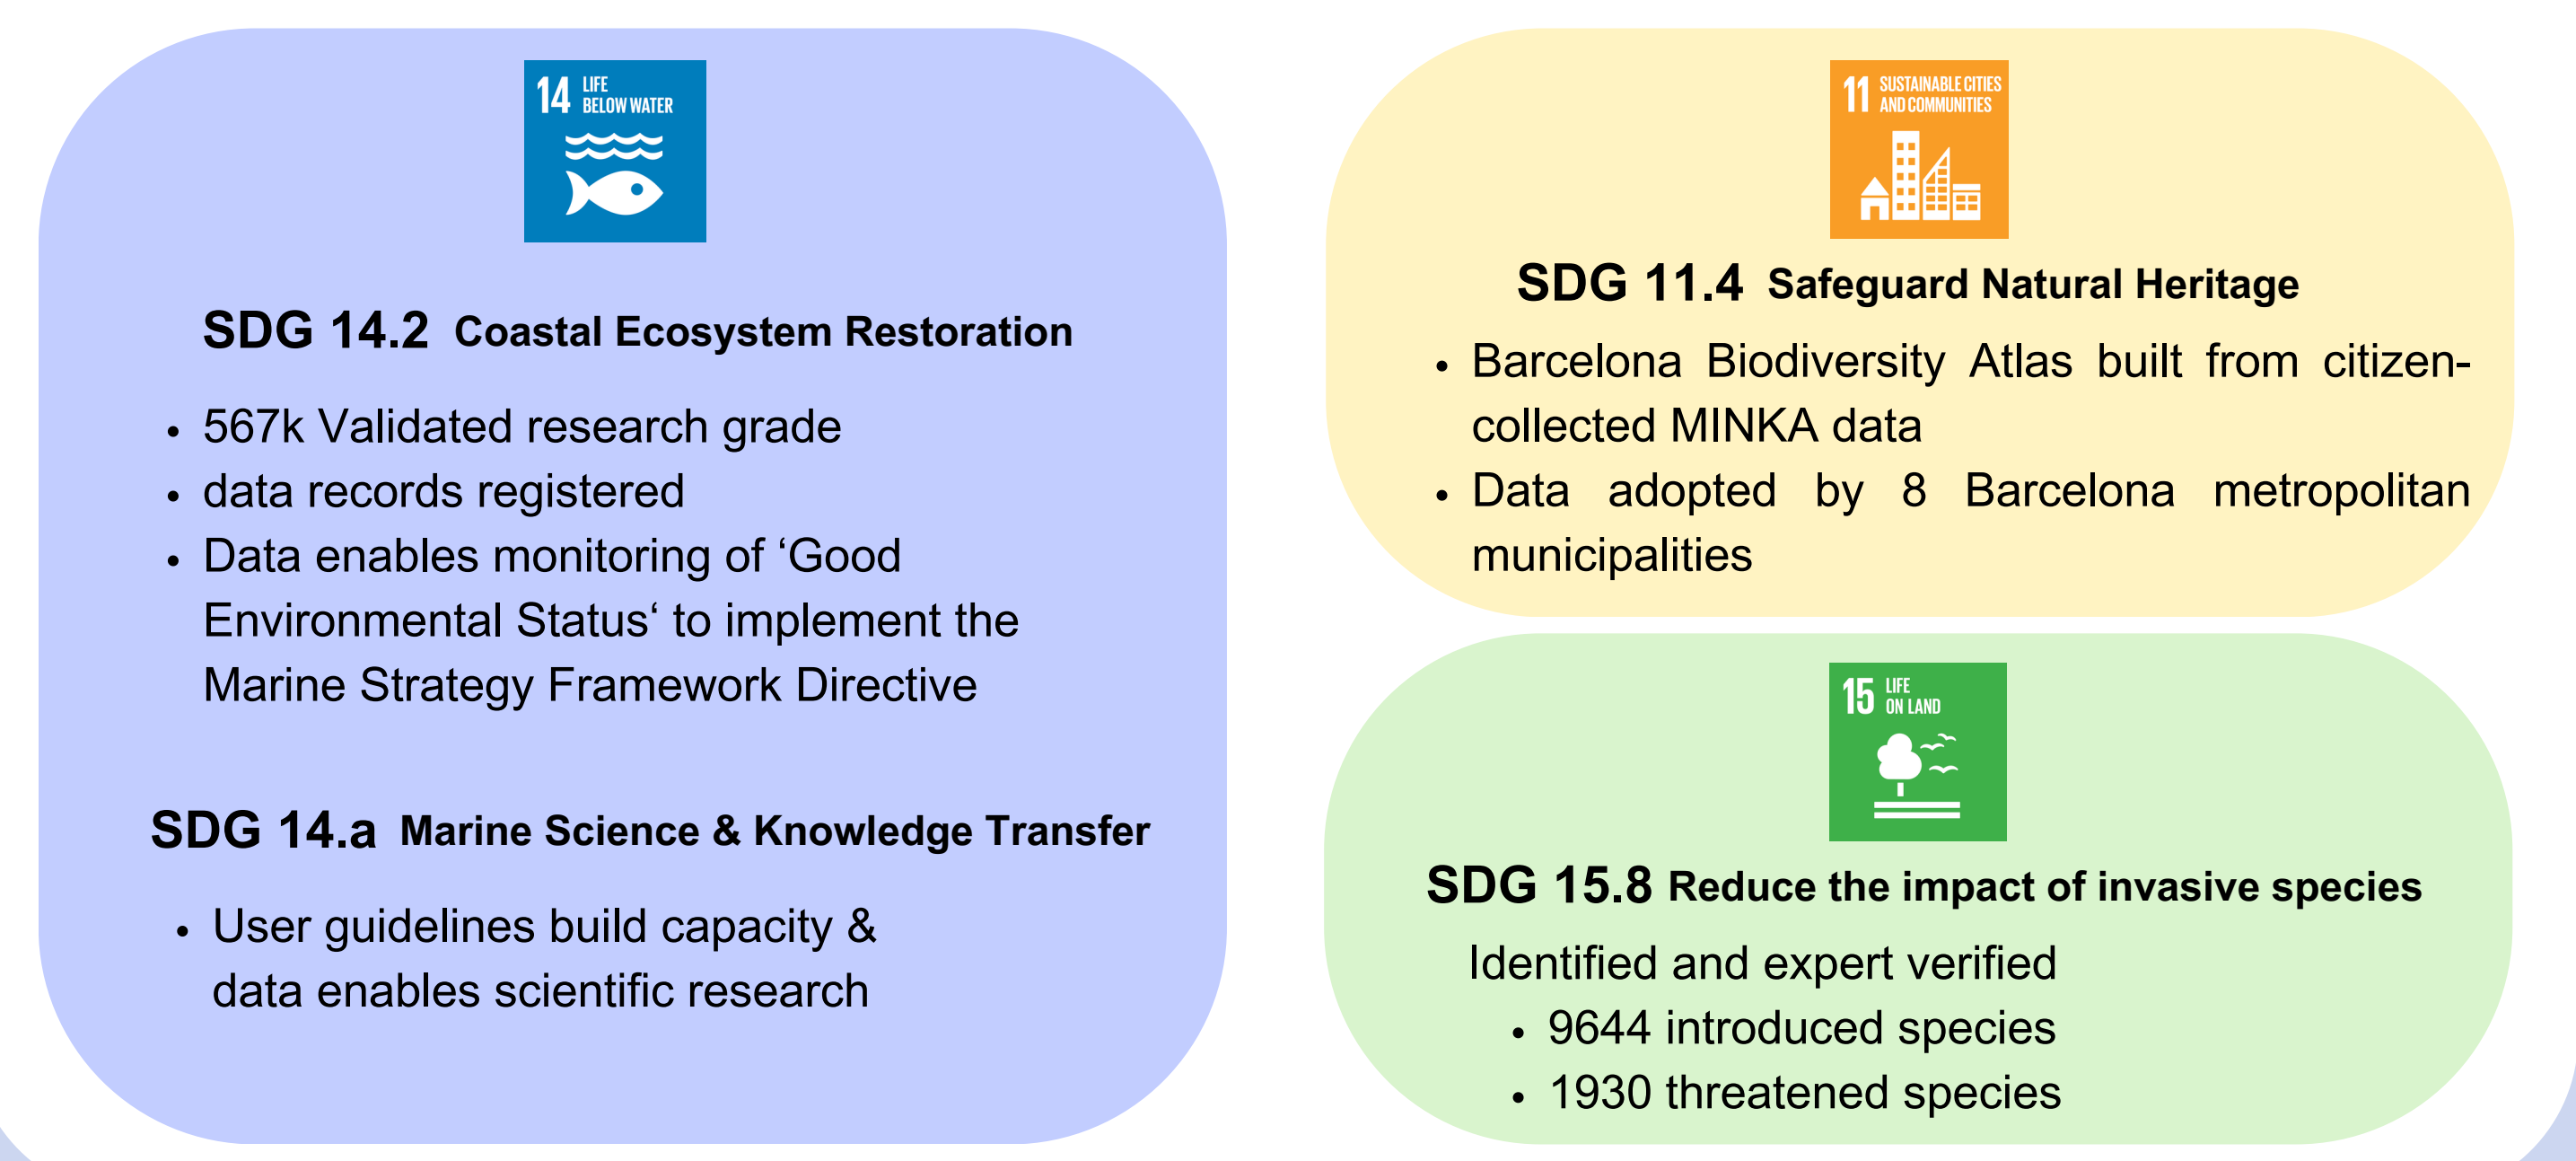 14 LIFE
BELOW WATER
SDG 14.2 Coastal Ecosystem Restoration
• 567k Validated research grade
• data records registered
• Data enables monitoring of ‘Good
Environmental Status‘ to implement the
Marine Strategy Framework Directive
SDG 14.a Marine Science & Knowledge Transfer
• User guidelines build capacity &
data enables scientific research
11 SUSTAINABLE CITIES
AND COMMUNITIES
SDG 11.4 Safeguard Natural Heritage
• Barcelona Biodiversity Atlas built from citizen-
collected MINKA data
• Data adopted by 8 Barcelona metropolitan
municipalities
15 LIFE
ON LAND
SDG 15.8 Reduce the impact of invasive species
Identified and expert verified
• 9644 introduced species
• 1930 threatened species